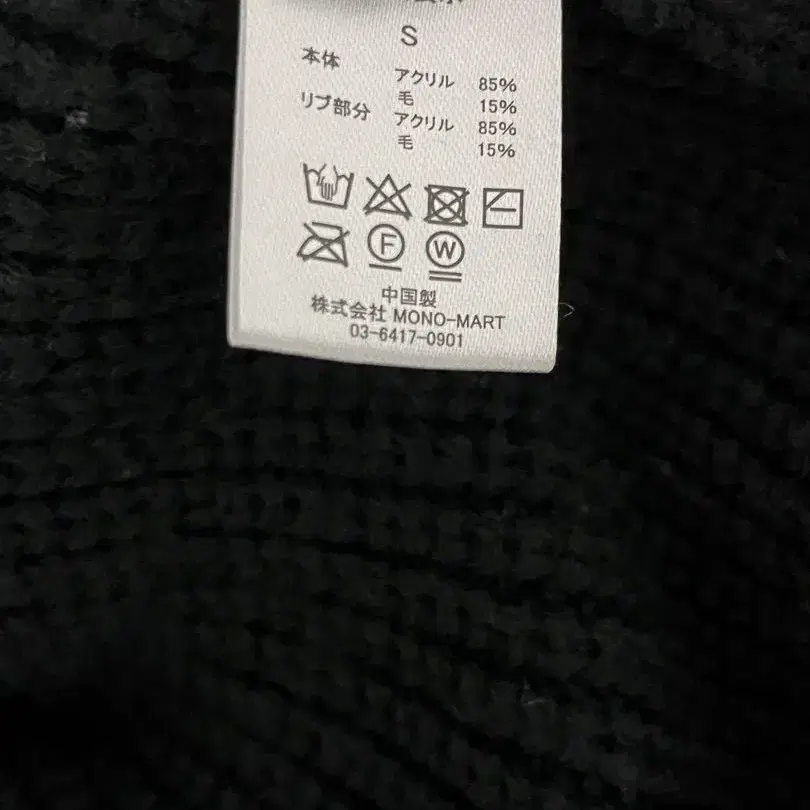 S
本体 アクリル 85%
毛 15%
リブ部分 アクリル 85%
毛 15%
F W
中国製
株式会社 MONO-MART
03-6417-0901